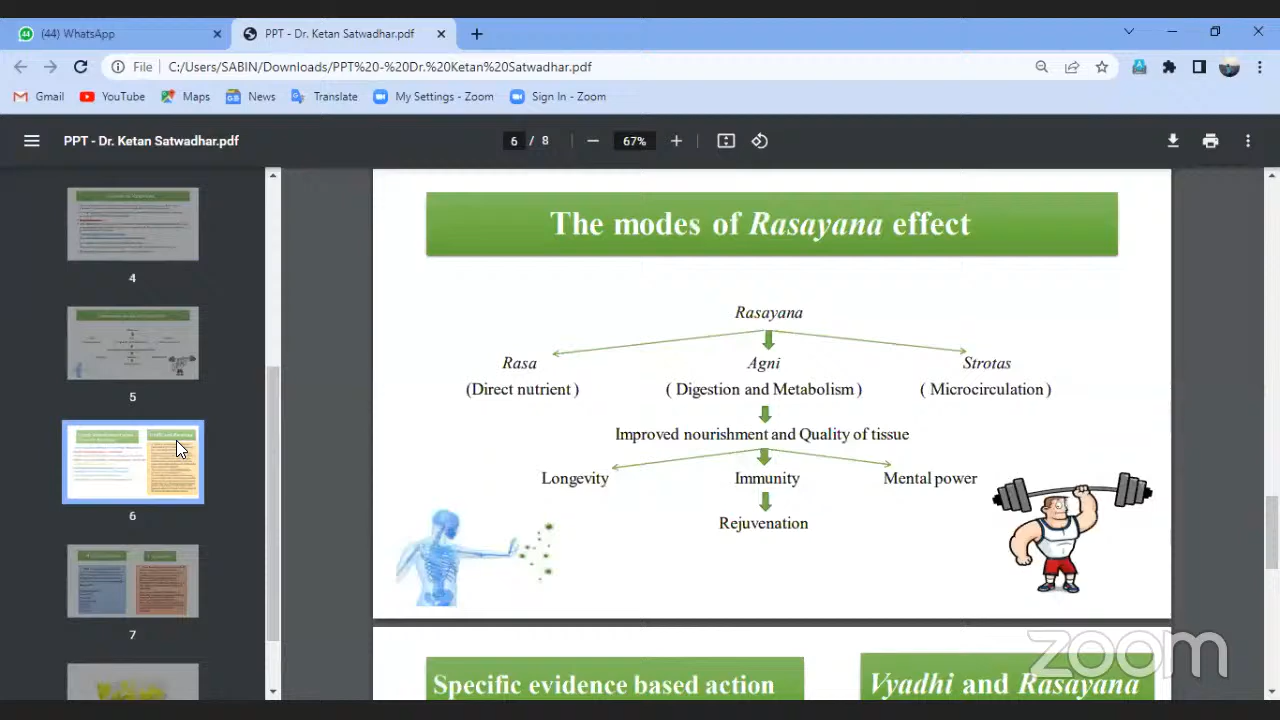 44 (44) WhatsApp
PPT - Dr. Ketan Satwadhar.pdf
File C:/Users/SABIN/Downloads/PPT%20-%20Dr.%20Ketan%20Satwadhar.pdf
Gmail YouTube Maps News Translate My Settings - Zoom Sign In - Zoom
PPT - Dr. Ketan Satwadhar.pdf 6 / 8 67%
4
5
6
7
The modes of Rasayana effect
Rasayana
Rasa Agni Strotas
(Direct nutrient ) ( Digestion and Metabolism ) ( Microcirculation )
Improved nourishment and Quality of tissue
Longevity Immunity Mental power
Rejuvenation
zoom
Specific evidence based action Vyadhi and Rasayana